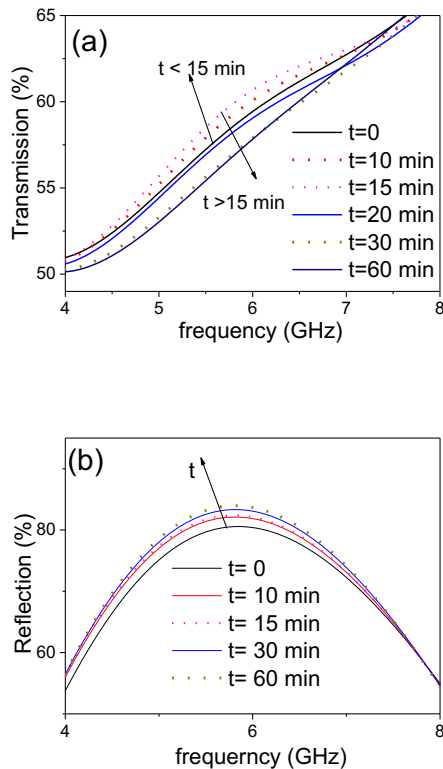 (a)
t < 15 min
t >15 min
t=0
t=10 min
t=15 min
t=20 min
t=30 min
t=60 min
Transmission (%)
65
60
55
50
4 5 6 7 8
frequency (GHz)
(b)
t
t= 0
t= 10 min
t= 15 min
t= 30 min
t= 60 min
Reflection (%)
80
60
4 5 6 7 8
frequerncy (GHz)